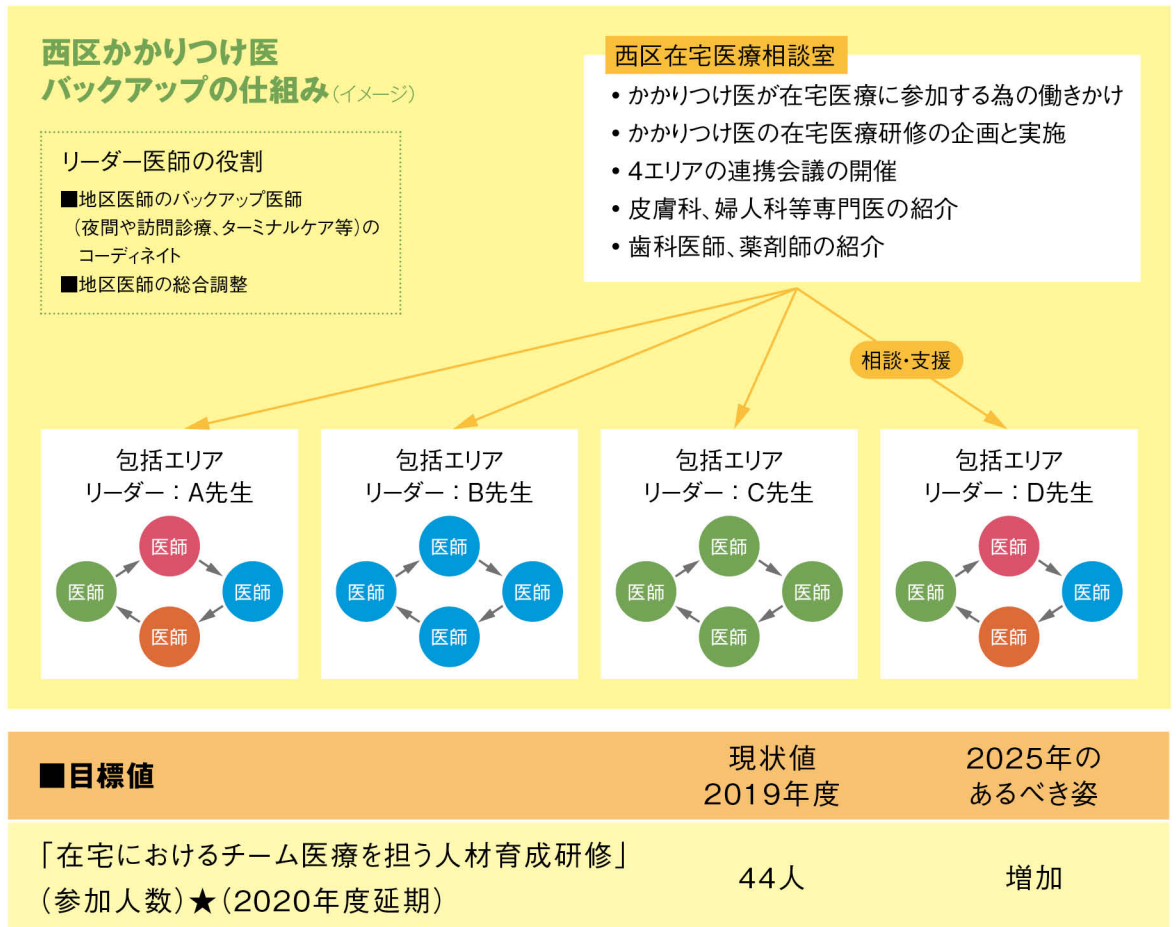 西区かかりつけ医
バックアップの仕組み(イメージ)
リーダー医師の役割
■地区医師のバックアップ医師
(夜間や訪問診療、ターミナルケア等)の
コーディネイト
■地区医師の総合調整
西区在宅医療相談室
• かかりつけ医が在宅医療に参加する為の働きかけ
• かかりつけ医の在宅医療研修の企画と実施
• 4エリアの連携会議の開催
• 皮膚科、婦人科等専門医の紹介
• 歯科医師、薬剤師の紹介
相談・支援
包括エリア
リーダー：A先生
医師
医師
医師
医師
包括エリア
リーダー：B先生
医師
医師
医師
医師
包括エリア
リーダー：C先生
医師
医師
医師
医師
包括エリア
リーダー：D先生
医師
医師
医師
医師
■目標値
現状値
2019年度
2025年の
あるべき姿
「在宅におけるチーム医療を担う人材育成研修」
(参加人数)★(2020年度延期)
44人
増加